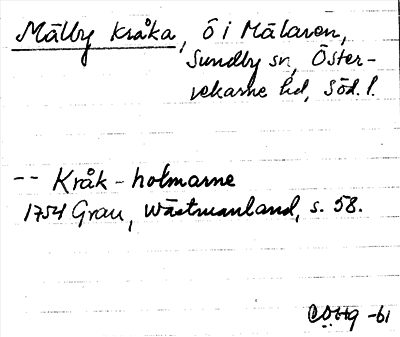 Mälby Kråka, ö i Mälaren,
Sundby sn, Öster-
rekarne hd, Söd. l.
-- Kråk-holmarne
1754 Grau, Wästmanland, s. 58.
-61